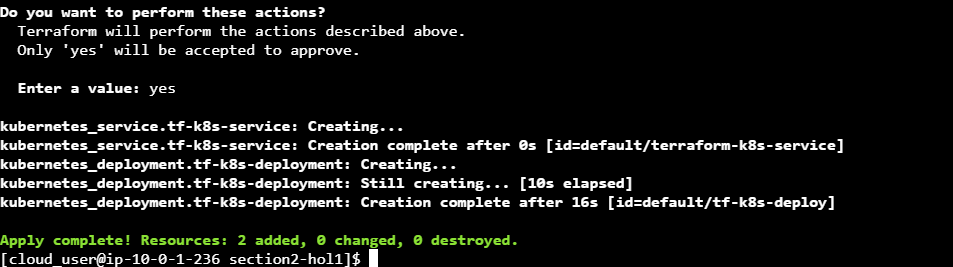 Do you want to perform these actions?
  Terraform will perform the actions described above.
  Only 'yes' will be accepted to approve.

  Enter a value: yes

kubernetes_service.tf-k8s-service: Creating...
kubernetes_service.tf-k8s-service: Creation complete after 0s [id=default/terraform-k8s-service]
kubernetes_deployment.tf-k8s-deployment: Creating...
kubernetes_deployment.tf-k8s-deployment: Still creating... [10s elapsed]
kubernetes_deployment.tf-k8s-deployment: Creation complete after 16s [id=default/tf-k8s-deploy]

Apply complete! Resources: 2 added, 0 changed, 0 destroyed.
[cloud_user@ip-10-0-1-236 section2-hol1]$